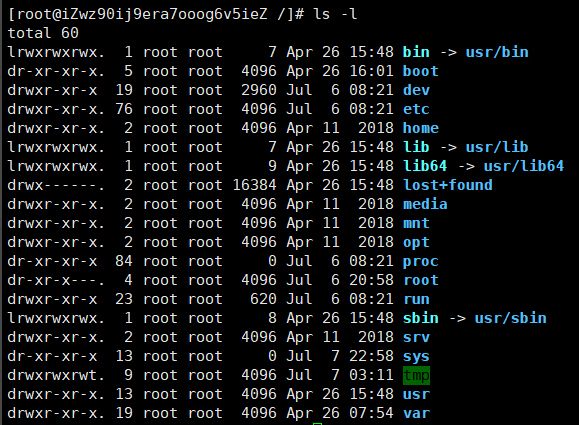 [root@iZwz90ij9era7ooog6v5ieZ /]# ls -l
total 60
lrwxrwxrwx.  1 root root     7 Apr 26 15:48 bin -> usr/bin
dr-xr-xr-x.  5 root root  4096 Apr 26 16:01 boot
drwxr-xr-x  19 root root  2960 Jul  6 08:21 dev
drwxr-xr-x. 76 root root  4096 Jul  6 08:21 etc
drwxr-xr-x.  2 root root  4096 Apr 11  2018 home
lrwxrwxrwx.  1 root root     7 Apr 26 15:48 lib -> usr/lib
lrwxrwxrwx.  1 root root     9 Apr 26 15:48 lib64 -> usr/lib64
drwx------.  2 root root 16384 Apr 26 15:48 lost+found
drwxr-xr-x.  2 root root  4096 Apr 11  2018 media
drwxr-xr-x.  2 root root  4096 Apr 11  2018 mnt
drwxr-xr-x.  2 root root  4096 Apr 11  2018 opt
dr-xr-xr-x  84 root root     0 Jul  6 08:21 proc
dr-xr-x---.  4 root root  4096 Jul  6 20:58 root
drwxr-xr-x  23 root root   620 Jul  6 08:21 run
lrwxrwxrwx.  1 root root     8 Apr 26 15:48 sbin -> usr/sbin
drwxr-xr-x.  2 root root  4096 Apr 11  2018 srv
dr-xr-xr-x  13 root root     0 Jul  7 22:58 sys
drwxrwxrwt.  9 root root  4096 Jul  7 03:11 tmp
drwxr-xr-x. 13 root root  4096 Apr 26 15:48 usr
drwxr-xr-x. 19 root root  4096 Apr 26 07:54 var